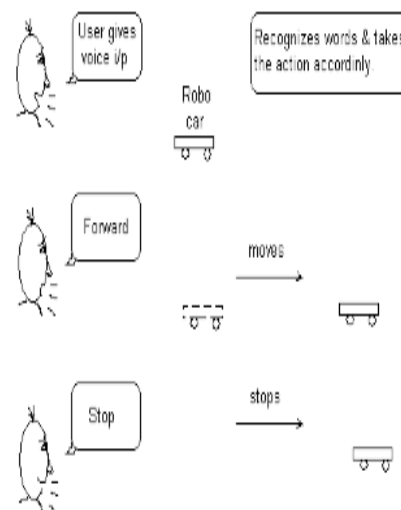 User gives
voice i/p
Recognizes words & takes
the action accordinly.
Robo
car
Forward
moves
Stop
stops